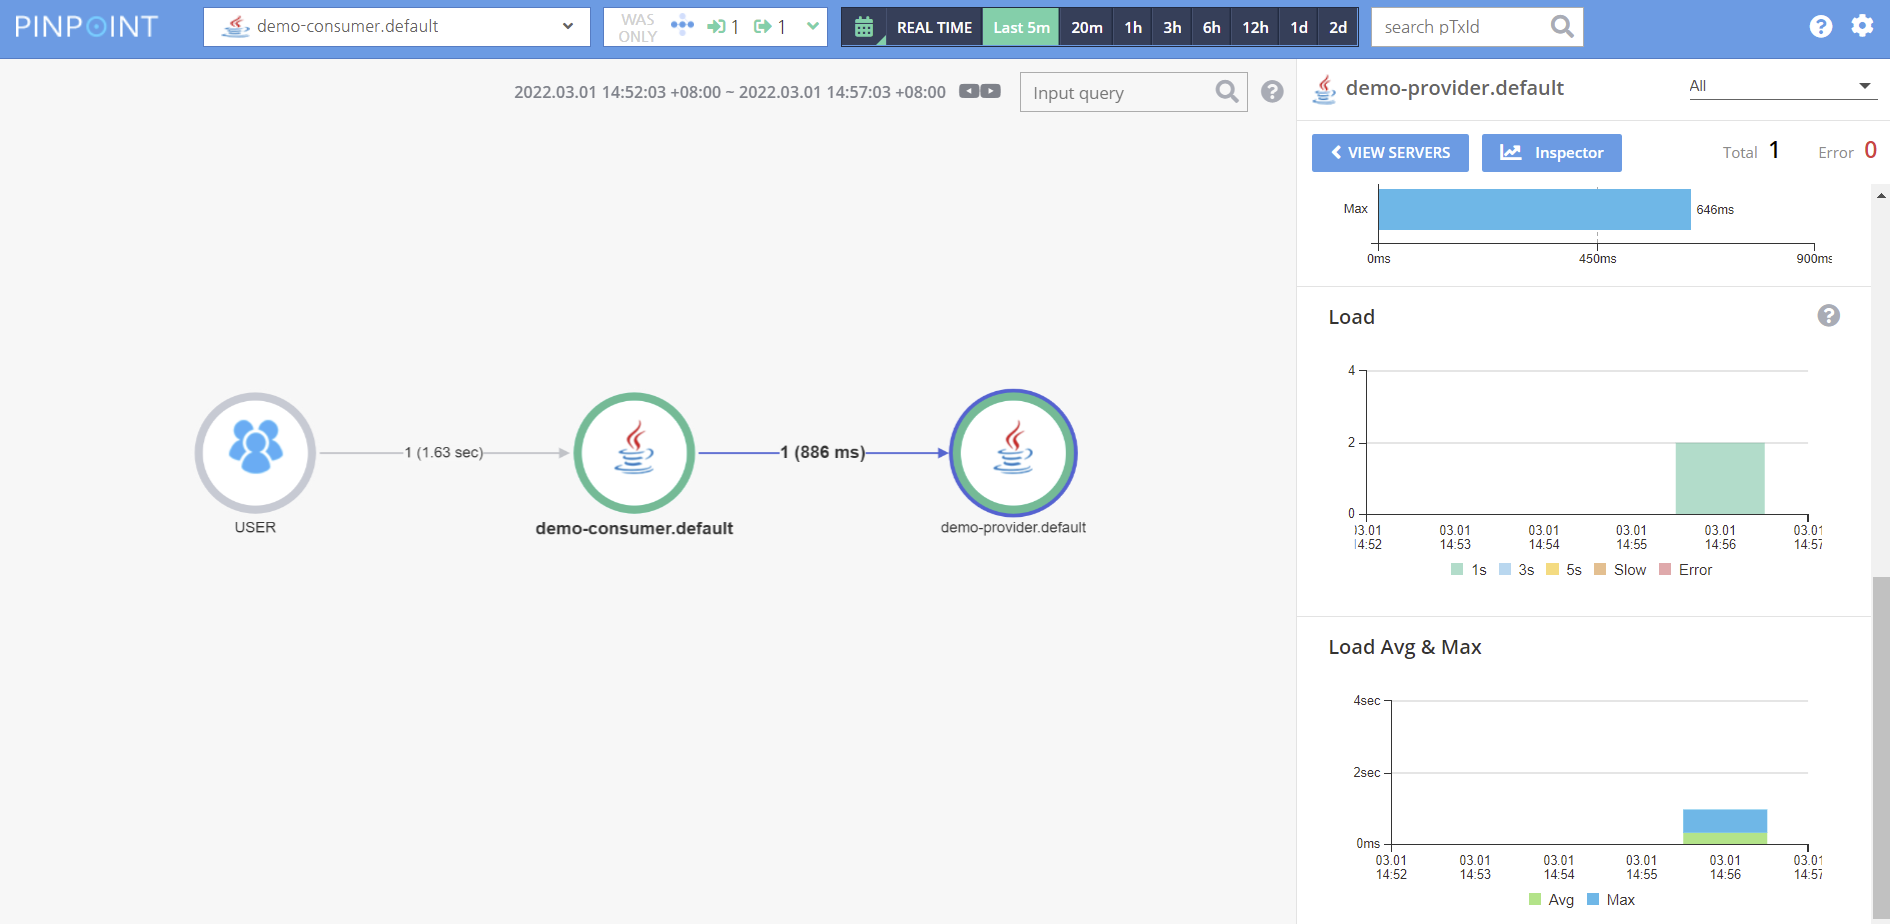 PINPOINT
demo-consumer.default
WAS ONLY
1
1
REAL TIME
Last 5m
20m
1h
3h
6h
12h
1d
2d
search pTxId
2022.03.01 14:52:03 +08:00 ~ 2022.03.01 14:57:03 +08:00
Input query
1 (1.63 sec)
1 (886 ms)
USER
demo-consumer.default
demo-provider.default
demo-provider.default
All
VIEW SERVERS
Inspector
Total 1
Error 0
Max
646ms
0ms
450ms
900ms
Load
4
2
0
03.01 14:52
03.01 14:53
03.01 14:54
03.01 14:55
03.01 14:56
03.01 14:57
1s
3s
5s
Slow
Error
Load Avg & Max
4sec
2sec
0ms
03.01 14:52
03.01 14:53
03.01 14:54
03.01 14:55
03.01 14:56
03.01 14:57
Avg
Max